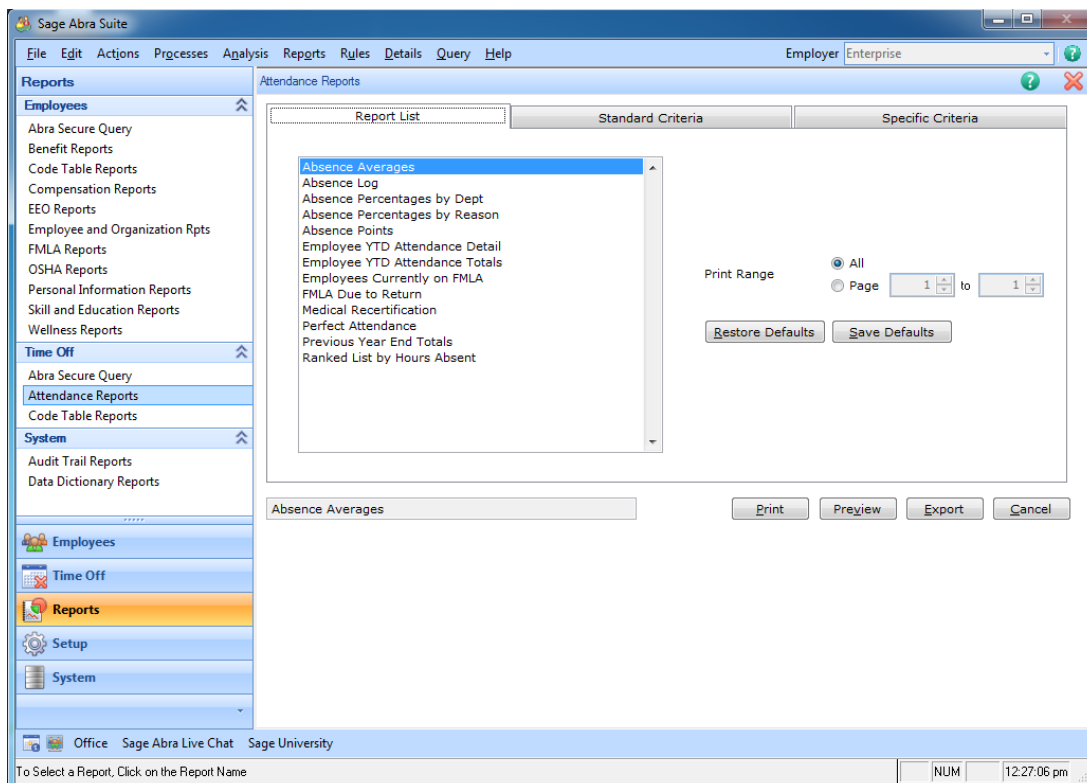 Sage Abra Suite
File Edit Actions Processes Analysis Reports Rules Details Query Help Employer Enterprise
Reports
Employees
Abra Secure Query
Benefit Reports
Code Table Reports
Compensation Reports
EEO Reports
Employee and Organization Rpts
FMLA Reports
OSHA Reports
Personal Information Reports
Skill and Education Reports
Wellness Reports
Time Off
Abra Secure Query
Attendance Reports
Code Table Reports
System
Audit Trail Reports
Data Dictionary Reports
Employees
Time Off
Reports
Setup
System
Attendance Reports
Report List Standard Criteria Specific Criteria
Absence Averages
Absence Log
Absence Percentages by Dept
Absence Percentages by Reason
Absence Points
Employee YTD Attendance Detail
Employee YTD Attendance Totals
Employees Currently on FMLA
FMLA Due to Return
Medical Recertification
Perfect Attendance
Previous Year End Totals
Ranked List by Hours Absent
Print Range
All
Page 1 to 1
Restore Defaults Save Defaults
Absence Averages Print Preview Export Cancel
Office Sage Abra Live Chat Sage University
To Select a Report, Click on the Report Name NUM 12:27:06 pm